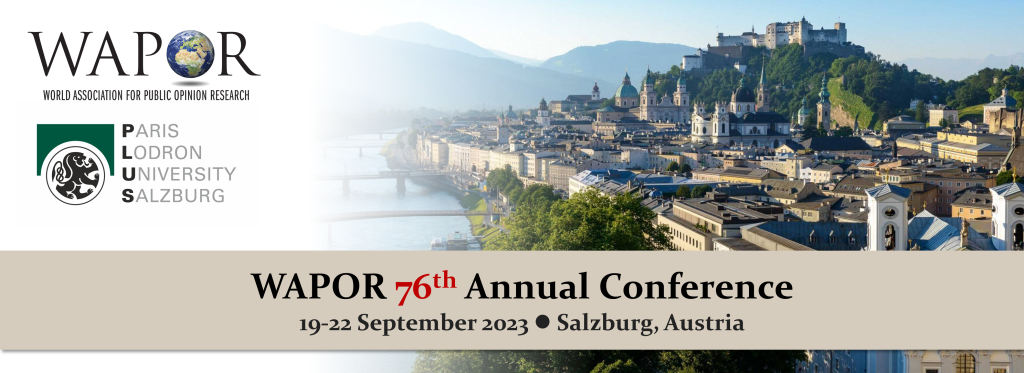 WAPOR
WORLD ASSOCIATION FOR PUBLIC OPINION RESEARCH
PARIS
LODRON
UNIVERSITY
SALZBURG
WAPOR 76th Annual Conference
19-22 September 2023 ● Salzburg, Austria